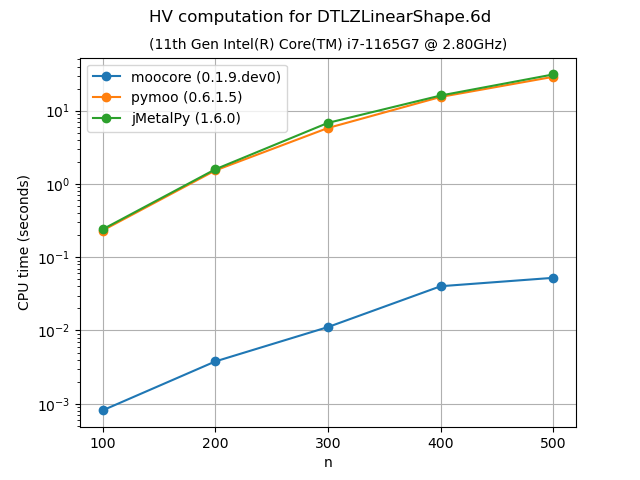 HV computation for DTLZLinearShape.6d
(11th Gen Intel(R) Core(TM) i7-1165G7 @ 2.80GHz)
moocore (0.1.9.dev0)
pymoo (0.6.1.5)
jMetalPy (1.6.0)
CPU time (seconds)
10¹
10⁰
10⁻¹
10⁻²
10⁻³
100 200 300 400 500
n